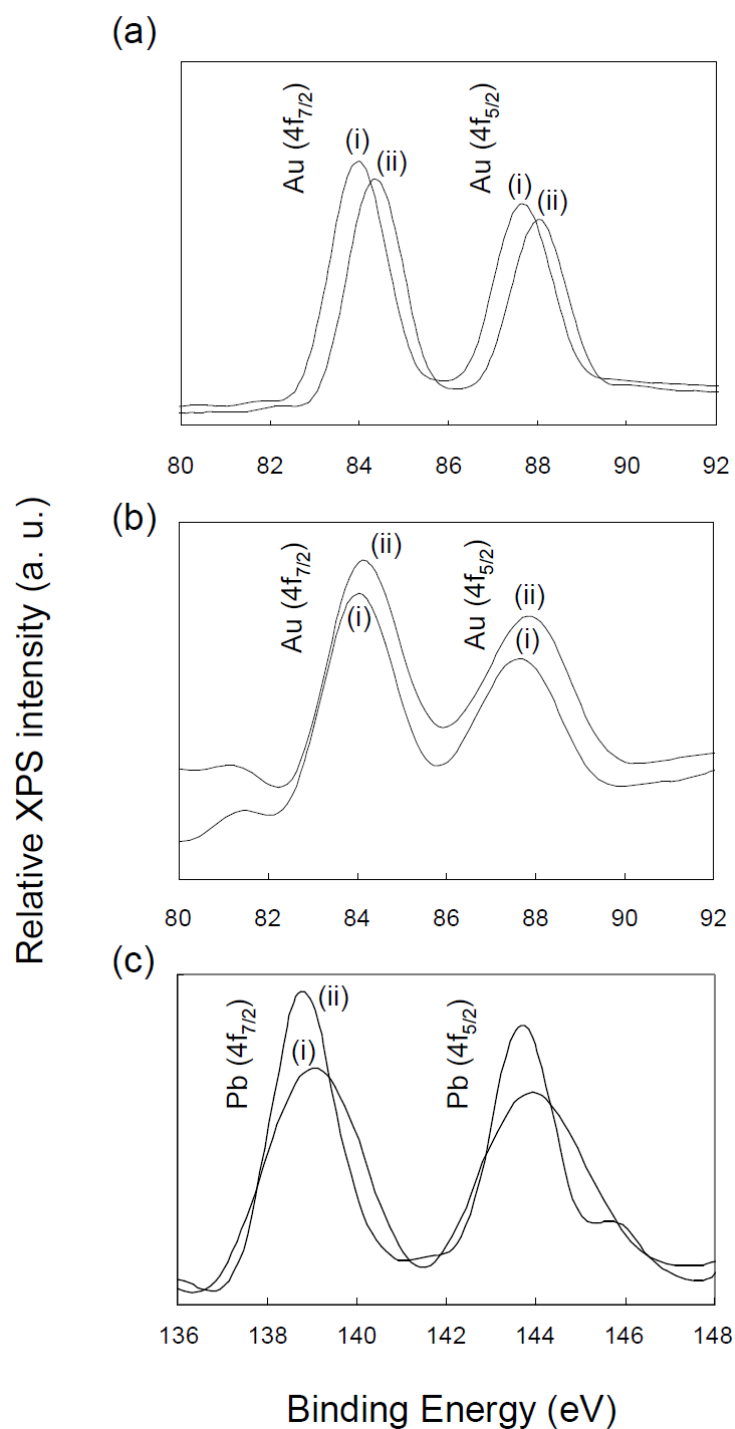 (a)
Au (4f7/2)
(i)
(ii)
Au (4f5/2)
(i)
(ii)
80 82 84 86 88 90 92
Relative XPS intensity (a. u.)
(b)
Au (4f7/2)
(ii)
(i)
Au (4f5/2)
(ii)
(i)
80 82 84 86 88 90 92
(c)
Pb (4f7/2)
(ii)
(i)
Pb (4f5/2)
136 138 140 142 144 146 148
Binding Energy (eV)